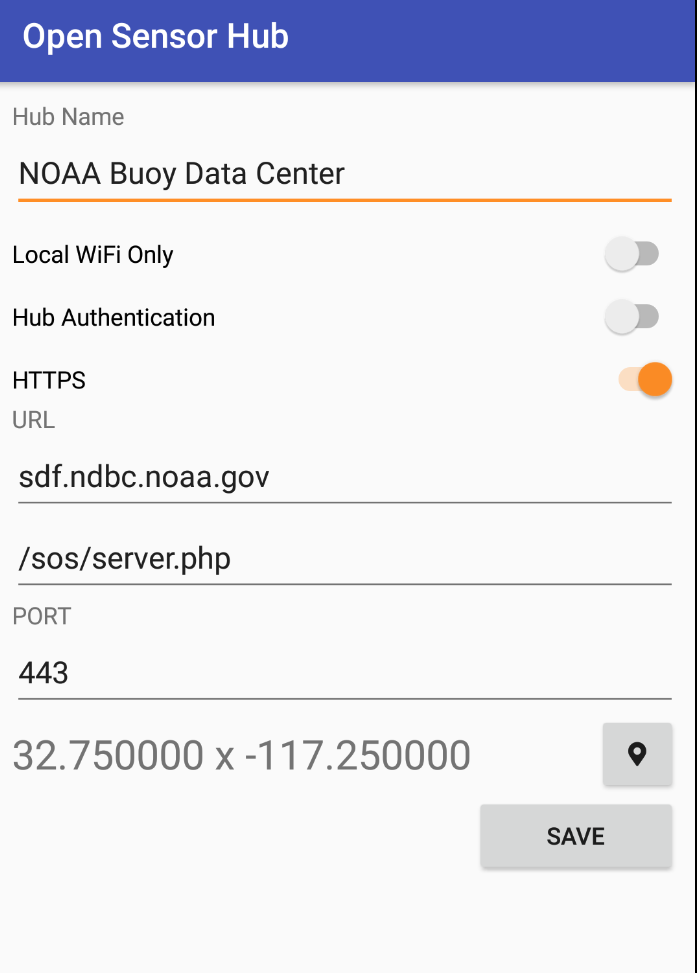 Open Sensor Hub
Hub Name
NOAA Buoy Data Center
Local WiFi Only
Hub Authentication
HTTPS
URL
sdf.ndbc.noaa.gov
/sos/server.php
PORT
443
32.750000 x -117.250000
SAVE